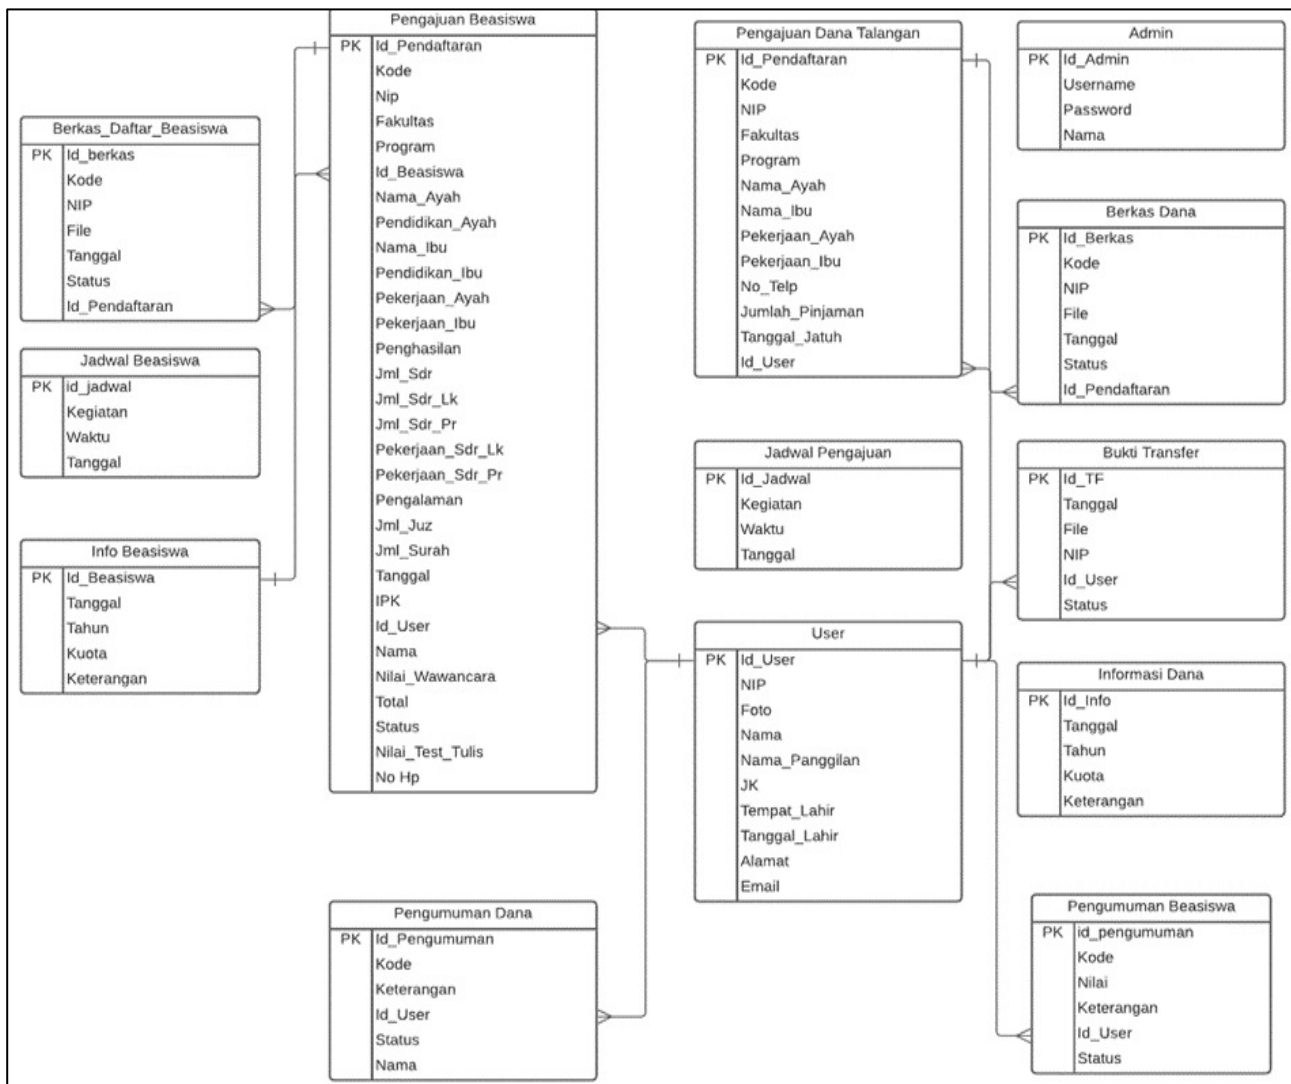 Pengajuan Beasiswa
PK Id_Pendaftaran
Kode
Nip
Fakultas
Program
Id_Beasiswa
Nama_Ayah
Pendidikan_Ayah
Nama_Ibu
Pendidikan_Ibu
Pekerjaan_Ayah
Pekerjaan_Ibu
Penghasilan
Jml_Sdr
Jml_Sdr_Lk
Jml_Sdr_Pr
Pekerjaan_Sdr_Lk
Pekerjaan_Sdr_Pr
Pengalaman
Jml_Juz
Jml_Surah
Tanggal
IPK
Id_User
Nama
Nilai_Wawancara
Total
Status
Nilai_Test_Tulis
No Hp
Berkas_Daftar_Beasiswa
PK Id_berkas
Kode
NIP
File
Tanggal
Status
Id_Pendaftaran
Jadwal Beasiswa
PK id_jadwal
Kegiatan
Waktu
Tanggal
Info Beasiswa
PK Id_Beasiswa
Tanggal
Tahun
Kuota
Keterangan
Pengumuman Dana
PK Id_Pengumuman
Kode
Keterangan
Id_User
Status
Nama
Pengajuan Dana Talangan
PK Id_Pendaftaran
Kode
NIP
Fakultas
Program
Nama_Ayah
Nama_Ibu
Pekerjaan_Ayah
Pekerjaan_Ibu
No_Telp
Jumlah_Pinjaman
Tanggal_Jatuh
Id_User
Jadwal Pengajuan
PK Id_Jadwal
Kegiatan
Waktu
Tanggal
User
PK Id_User
NIP
Foto
Nama
Nama_Panggilan
JK
Tempat_Lahir
Tanggal_Lahir
Alamat
Email
Admin
PK Id_Admin
Username
Password
Nama
Berkas Dana
PK Id_Berkas
Kode
NIP
File
Tanggal
Status
Id_Pendaftaran
Bukti Transfer
PK Id_TF
Tanggal
File
NIP
Id_User
Status
Informasi Dana
PK Id_Info
Tanggal
Tahun
Kuota
Keterangan
Pengumuman Beasiswa
PK id_pengumuman
Kode
Nilai
Keterangan
Id_User
Status